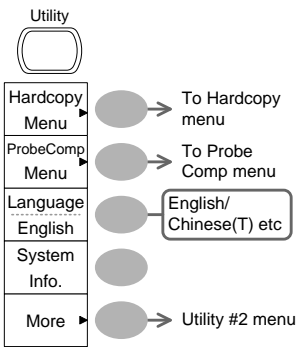 Utility
Hardcopy
Menu
To Hardcopy
menu
ProbeComp
Menu
To Probe
Comp menu
Language
English
English/
Chinese(T) etc
System
Info.
More
Utility #2 menu